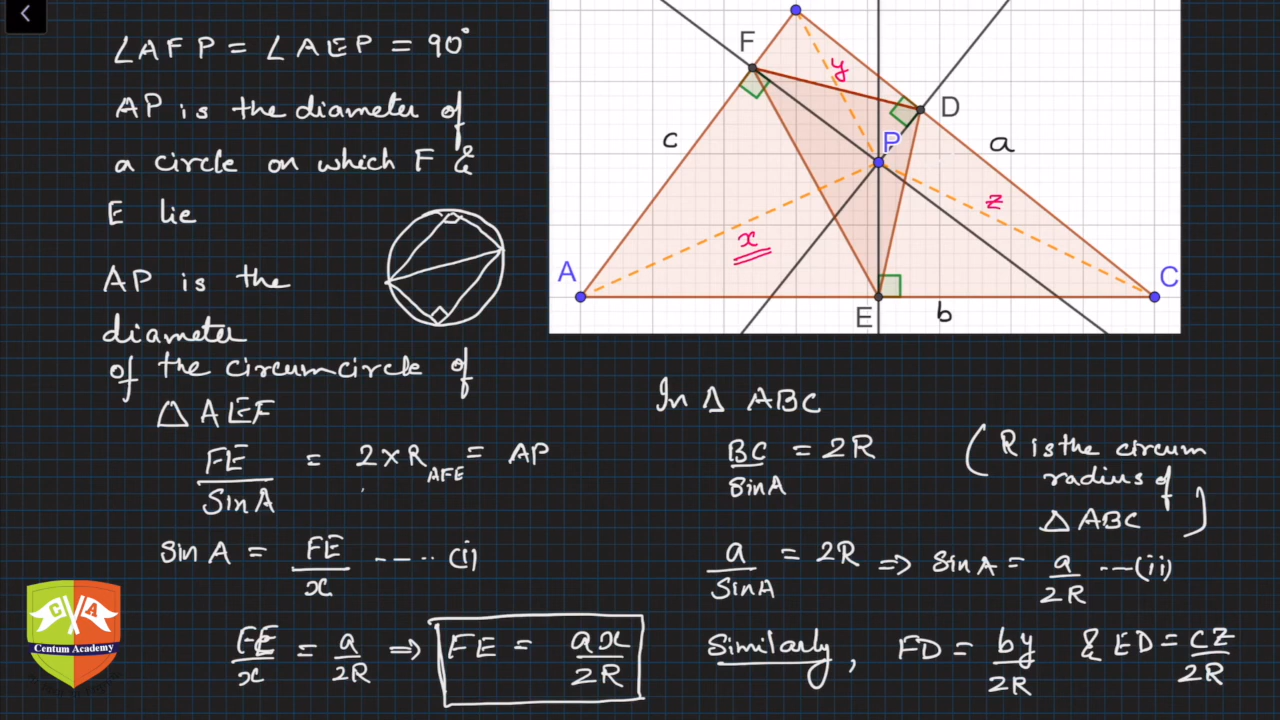 ∠AFP = ∠AEP = 90°
AP is the diameter of
a circle on which F &
E lie
AP is the
diameter
of the circumcircle of
△ AEF
FE/SinA = 2×R_AFE = AP
sin A = FE/x ----- (i)
FE/x = a/2R ⇒ FE = ax/2R
F
y
D
c
P
a
z
x
A
C
E
b
In △ ABC
BC/SinA = 2R (R is the circum
radius of
△ ABC)
a/SinA = 2R ⇒ SinA = a/2R ---(ii)
Similarly, FD = by/2R & ED = cz/2R
C A
Centum Academy